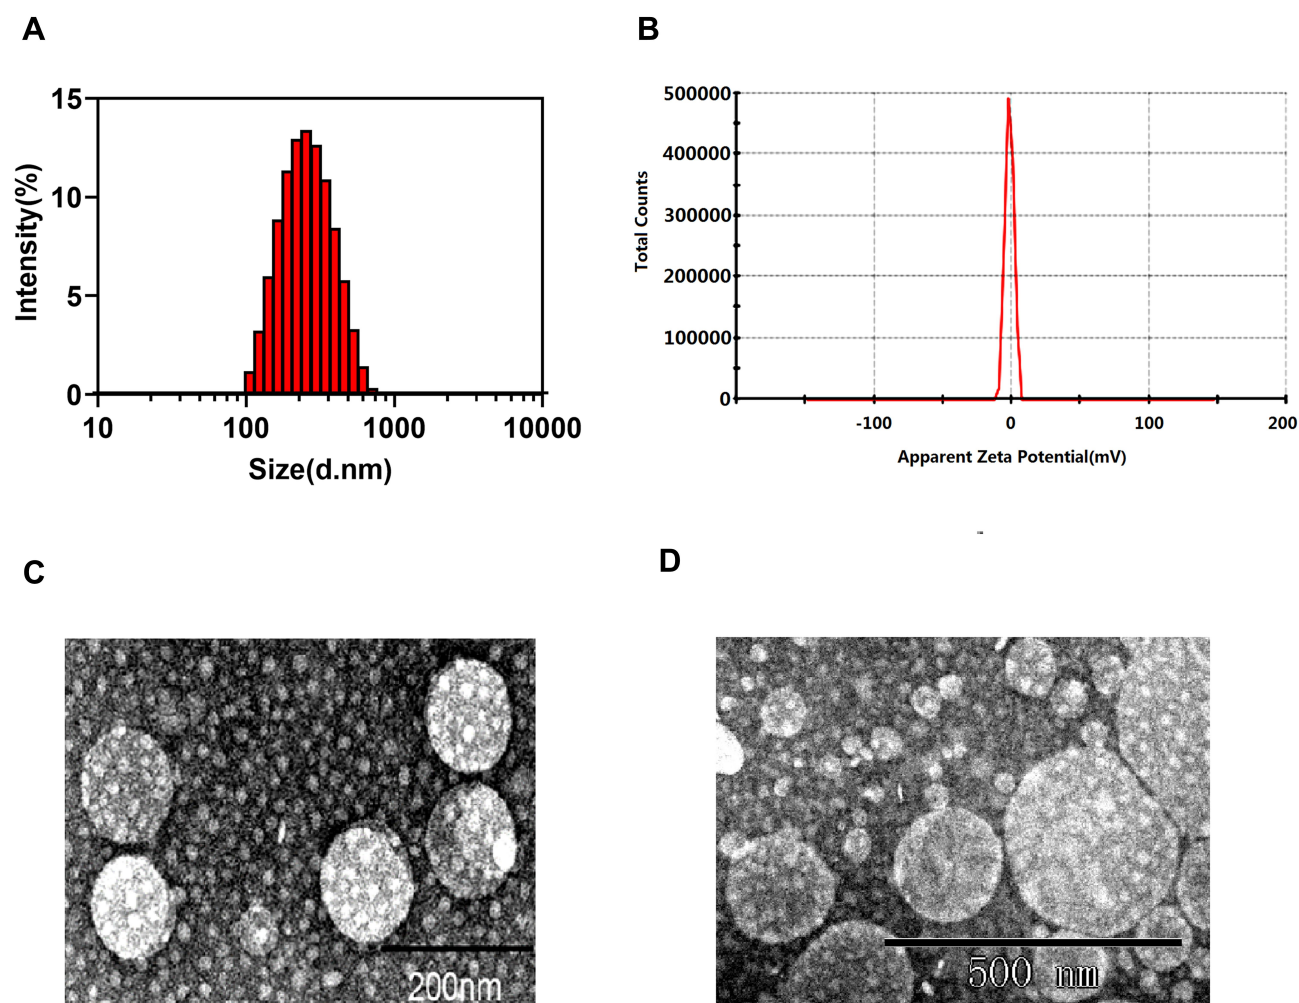 A
B
15
10
5
0
Intensity(%)
10
100
1000
10000
Size(d.nm)
500000
400000
300000
200000
100000
0
Total Counts
-100
0
100
200
Apparent Zeta Potential(mV)
C
D
200nm
500 nm